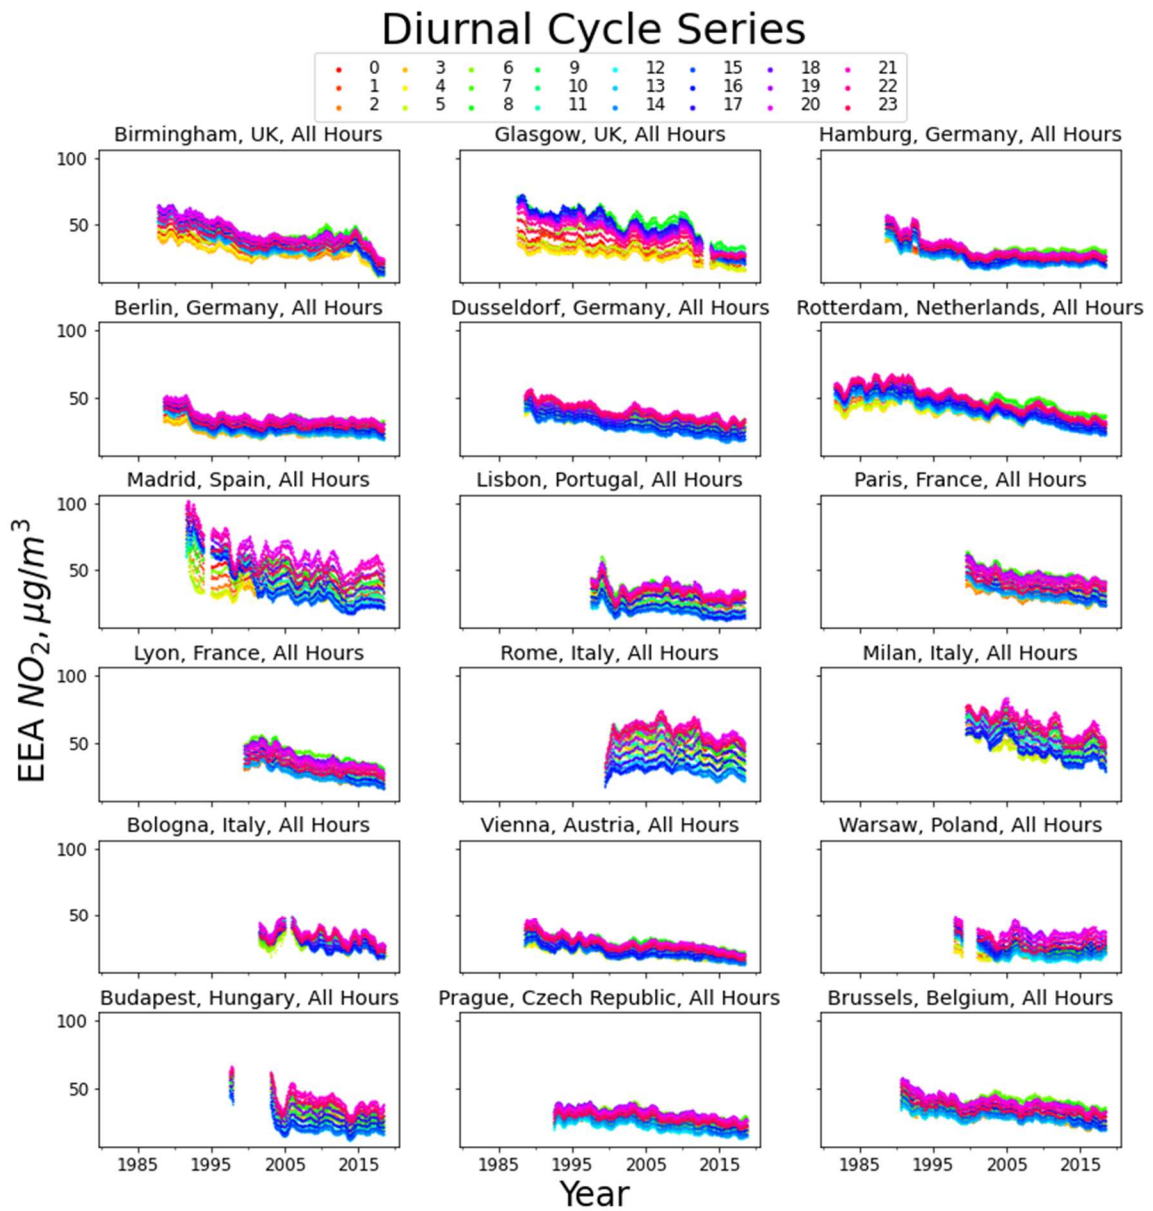 Diurnal Cycle Series
0 3 6 9 12 15 18 21
1 4 7 10 13 16 19 22
2 5 8 11 14 17 20 23
Birmingham, UK, All Hours
Glasgow, UK, All Hours
Hamburg, Germany, All Hours
100
50
Berlin, Germany, All Hours
Dusseldorf, Germany, All Hours
Rotterdam, Netherlands, All Hours
100
50
Madrid, Spain, All Hours
Lisbon, Portugal, All Hours
Paris, France, All Hours
100
50
EEA NO₂, μg/m³
Lyon, France, All Hours
Rome, Italy, All Hours
Milan, Italy, All Hours
100
50
Bologna, Italy, All Hours
Vienna, Austria, All Hours
Warsaw, Poland, All Hours
100
50
Budapest, Hungary, All Hours
Prague, Czech Republic, All Hours
Brussels, Belgium, All Hours
100
50
1985 1995 2005 2015
1985 1995 2005 2015
1985 1995 2005 2015
Year